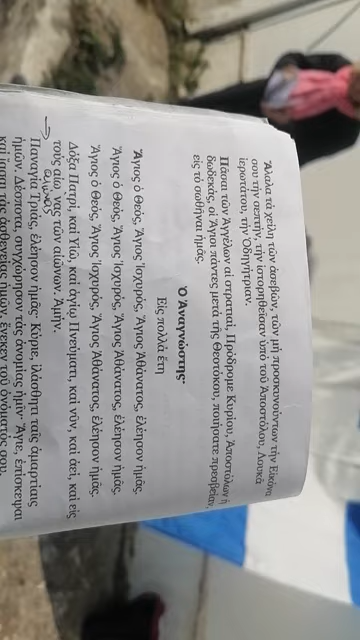 Ἄλαλα τὰ χείλη τῶν ἀσεβῶν, τῶν μὴ προσκυνούντων τὴν Εἰκόνα
σου τὴν σεπτήν, τὴν ἱστορηθεῖσαν ὑπὸ τοῦ Ἀποστόλου, Λουκᾶ
ἱερωτάτου, τὴν Ὁδηγήτριαν.
Πᾶσαι τῶν Ἀγγέλων αἱ στρατιαί, Πρόδρομε Κυρίου, Ἀποστόλων ἡ
δωδεκάς, οἱ Ἅγιοι πάντες μετὰ τῆς Θεοτόκου, ποιήσατε πρεσβείαν,
εἰς τὸ σωθῆναι ἡμᾶς.
Ὁ Ἀναγνώστης·
Εἰς πολλὰ ἔτη
Ἅγιος ὁ Θεός, Ἅγιος Ἰσχυρός, Ἅγιος Ἀθάνατος, ἐλέησον ἡμᾶς.
Ἅγιος ὁ Θεός, Ἅγιος Ἰσχυρός, Ἅγιος Ἀθάνατος, ἐλέησον ἡμᾶς.
Ἅγιος ὁ Θεός, Ἅγιος Ἰσχυρός, Ἅγιος Ἀθάνατος, ἐλέησον ἡμᾶς.
Δόξα Πατρί, καὶ Υἱῷ, καὶ ἁγίῳ Πνεύματι, καὶ νῦν, καὶ ἀεί, καὶ εἰς
τοὺς αἰῶνας τῶν αἰώνων. Ἀμήν.
Παναγία Τριάς, ἐλέησον ἡμᾶς· Κύριε, ἱλάσθητι ταῖς ἁμαρτίαις
ἡμῶν. Δέσποτα, συγχώρησον τὰς ἀνομίας ἡμῖν· Ἅγιε, ἐπίσκεψαι
καὶ ἴασαι τὰς ἀσθενείας ἡμῶν, ἕνεκεν τοῦ ὀνόματός σου.